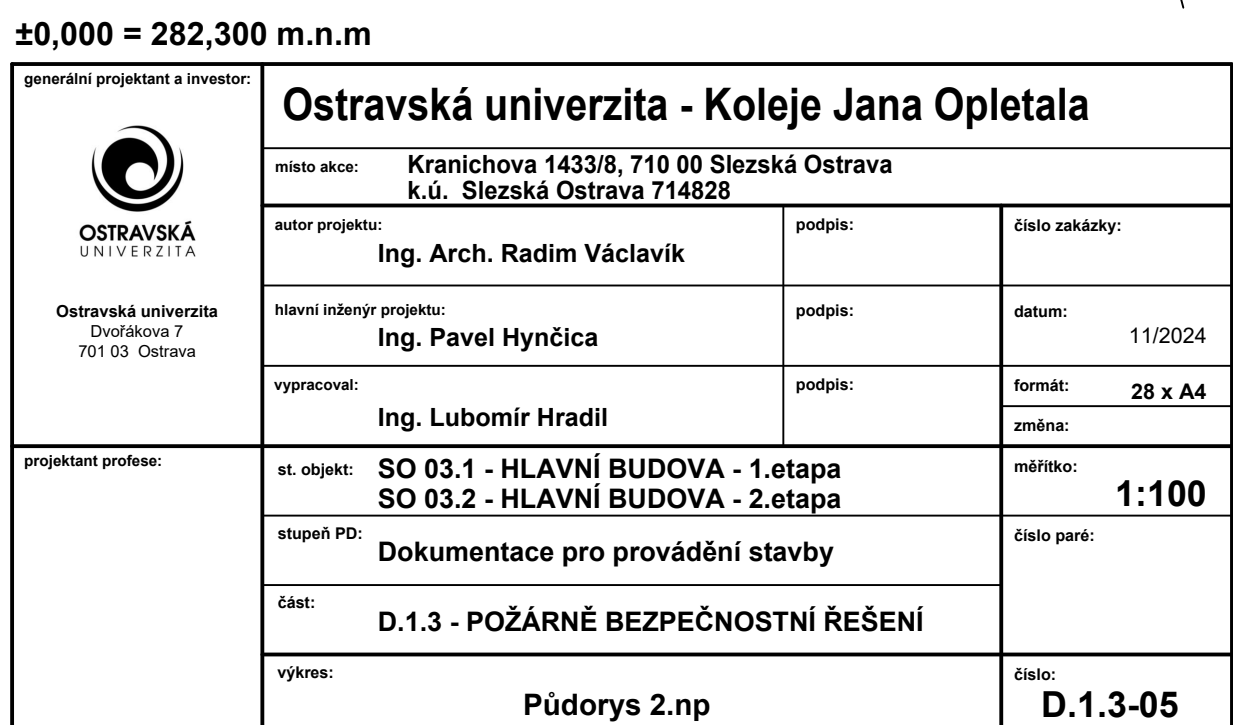 ±0,000 = 282,300 m.n.m
generální projektant a investor:
OSTRAVSKÁ
UNIVERZITA
Ostravská univerzita
Dvořákova 7
701 03 Ostrava
Ostravská univerzita - Koleje Jana Opletala
místo akce: Kranichova 1433/8, 710 00 Slezská Ostrava
k.ú. Slezská Ostrava 714828
autor projektu: podpis: číslo zakázky:
Ing. Arch. Radim Václavík
hlavní inženýr projektu: podpis: datum:
Ing. Pavel Hynčica 11/2024
vypracoval: podpis: formát: 28 x A4
Ing. Lubomír Hradil změna:
projektant profese:
st. objekt: SO 03.1 - HLAVNÍ BUDOVA - 1.etapa
SO 03.2 - HLAVNÍ BUDOVA - 2.etapa
měřítko:
1:100
stupeň PD: Dokumentace pro provádění stavby
číslo paré:
část: D.1.3 - POŽÁRNĚ BEZPEČNOSTNÍ ŘEŠENÍ
výkres: číslo:
Půdorys 2.np D.1.3-05